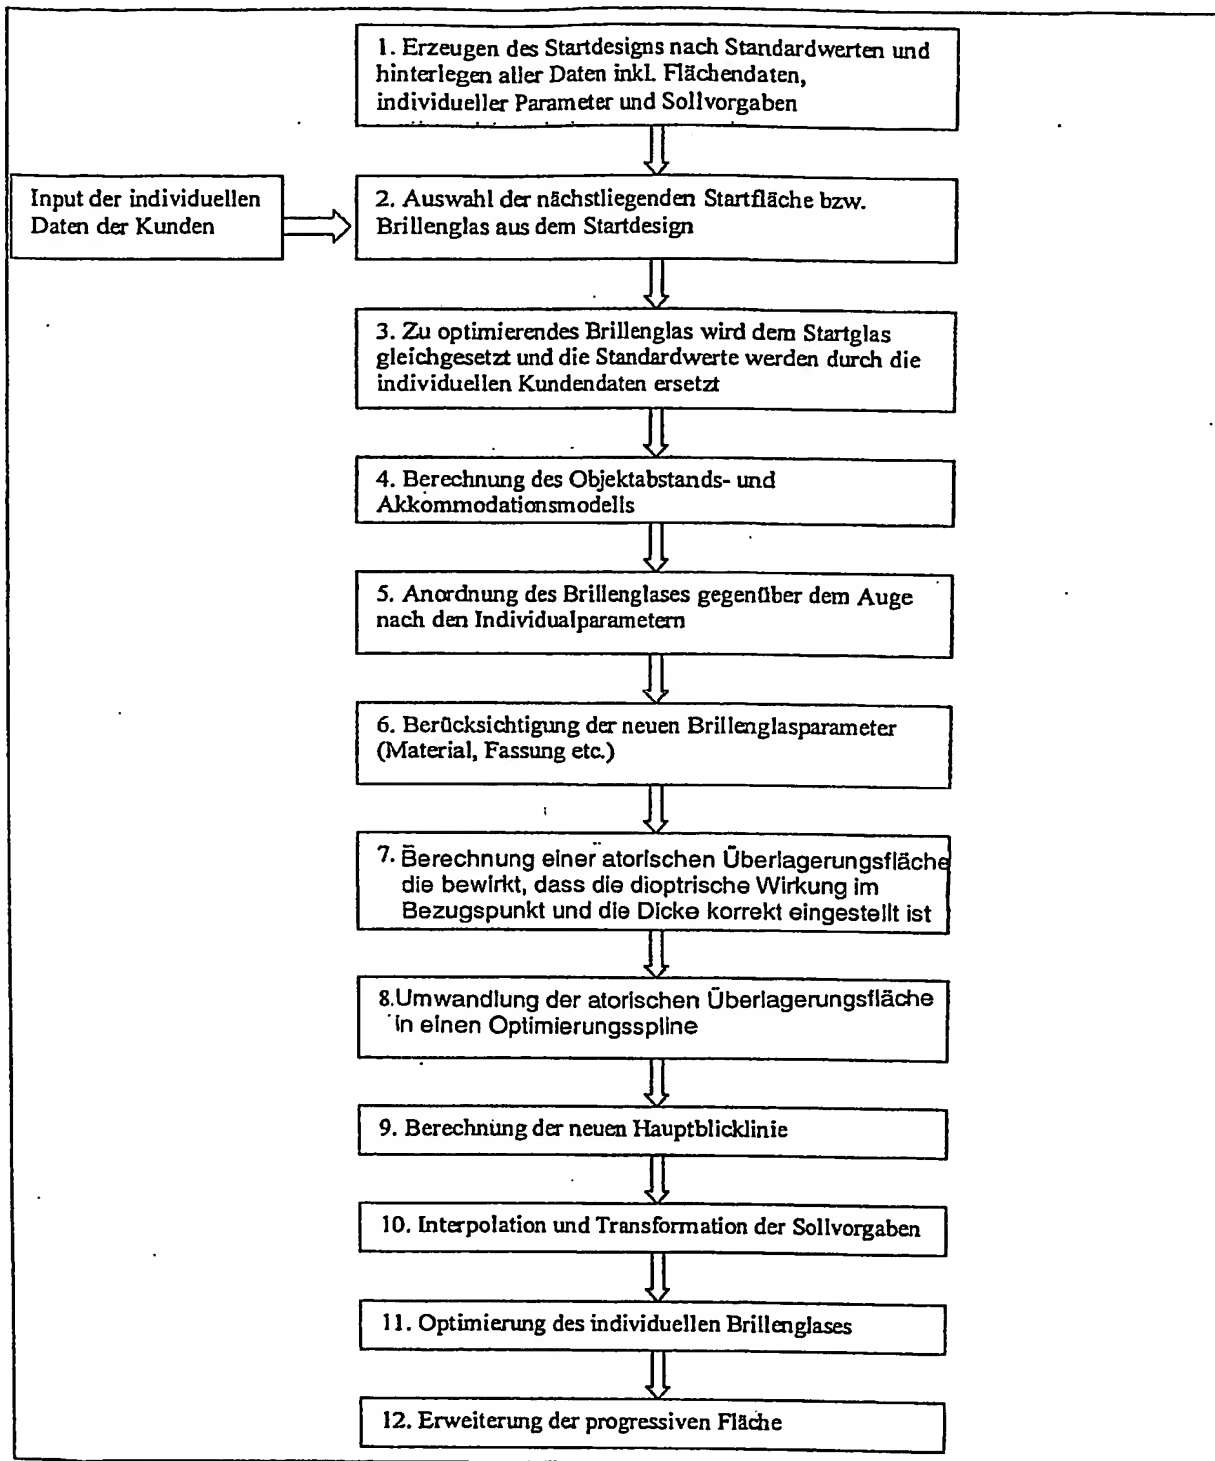 1. Erzeugen des Startdesigns nach Standardwerten und
hinterlegen aller Daten inkl. Flächendaten,
individueller Parameter und Sollvorgaben
Input der individuellen
Daten der Kunden
2. Auswahl der nächstliegenden Startfläche bzw.
Brillenglas aus dem Startdesign
3. Zu optimierendes Brillenglas wird dem Startglas
gleichgesetzt und die Standardwerte werden durch die
individuellen Kundendaten ersetzt
4. Berechnung des Objektabstands- und
Akkommodationsmodells
5. Anordnung des Brillenglases gegenüber dem Auge
nach den Individualparametern
6. Berücksichtigung der neuen Brillenglasparameter
(Material, Fassung etc.)
7. Berechnung einer atorischen Überlagerungsfläche
die bewirkt, dass die dioptrische Wirkung im
Bezugspunkt und die Dicke korrekt eingestellt ist
8.Umwandlung der atorischen Überlagerungsfläche
in einen Optimierungsspline
9. Berechnung der neuen Hauptblicklinie
10. Interpolation und Transformation der Sollvorgaben
11. Optimierung des individuellen Brillenglases
12. Erweiterung der progressiven Fläche